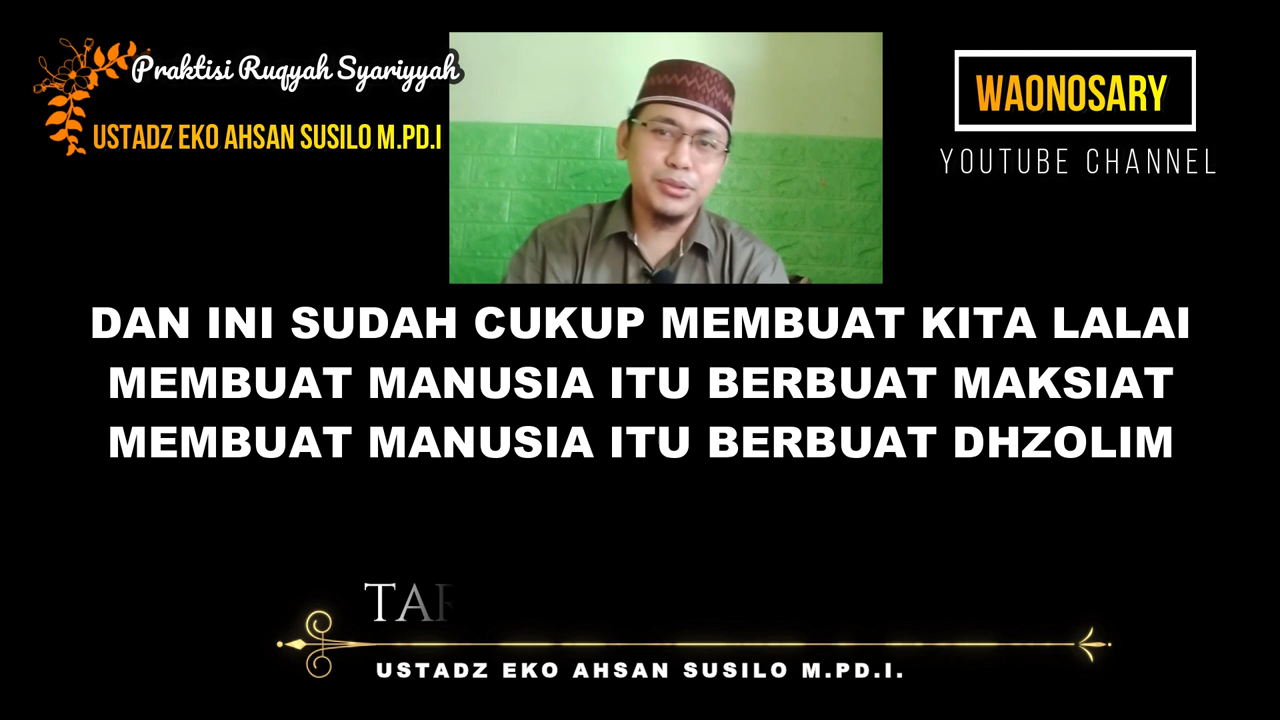 Praktisi Ruqyah Syariyyah
USTADZ EKO AHSAN SUSILO M.PD.I
WAONOSARY
YOUTUBE CHANNEL
DAN INI SUDAH CUKUP MEMBUAT KITA LALAI
MEMBUAT MANUSIA ITU BERBUAT MAKSIAT
MEMBUAT MANUSIA ITU BERBUAT DHZOLIM
TAR
USTADZ EKO AHSAN SUSILO M.PD.I.